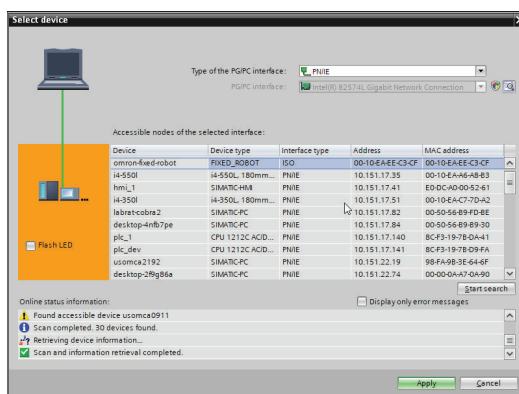 Select device
Type of the PG/PC interface: PN/IE
PG/PC interface: Intel(R) 82574L Gigabit Network Connection
Accessible nodes of the selected interface:
Device Device type Interface type Address MAC address
omron-fixed-robot FIXED_ROBOT ISO 00-10-EA-EE-C3-CF 00-10-EA-EE-C3-CF
i4-550l i4-550L, 180mm... PN/IE 10.151.17.35 00-10-EA-A6-A8-B3
hmi_1 SIMATIC-HMI PN/IE 10.151.17.41 E0-DC-A0-00-52-61
i4-350l i4-350L, 180mm... PN/IE 10.151.17.51 00-10-EA-C7-7D-A2
labrat-cobra2 SIMATIC-PC PN/IE 10.151.17.82 00-50-56-B9-FD-BE
desktop-4nfb7pe SIMATIC-PC PN/IE 10.151.17.84 00-50-56-B9-B9-30
plc_1 CPU 1212C AC/D... PN/IE 10.151.17.140 8C-F3-19-7B-DA-41
plc_dev CPU 1212C AC/D... PN/IE 10.151.17.141 8C-F3-19-7B-D9-FA
usomca2192 SIMATIC-PC PN/IE 10.151.22.19 98-FA-9B-3E-64-6F
desktop-2f9g86a SIMATIC-PC PN/IE 10.151.22.74 00-00-0A-A7-0A-90
Flash LED
Start search
Online status information:
Display only error messages
Found accessible device usomca0911
Scan completed. 30 devices found.
Retrieving device information...
Scan and information retrieval completed.
Apply Cancel